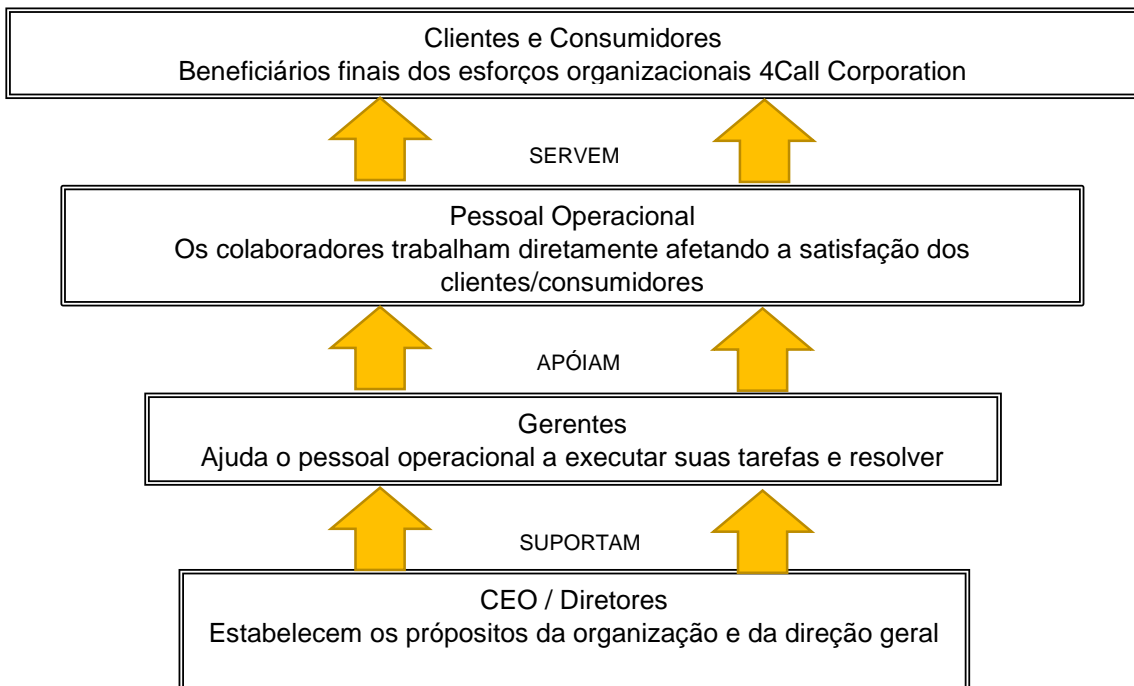 Clientes e Consumidores
Beneficiários finais dos esforços organizacionais 4Call Corporation
SERVEM
Pessoal Operacional
Os colaboradores trabalham diretamente afetando a satisfação dos
clientes/consumidores
APÓIAM
Gerentes
Ajuda o pessoal operacional a executar suas tarefas e resolver
SUPORTAM
CEO / Diretores
Estabelecem os própositos da organização e da direção geral